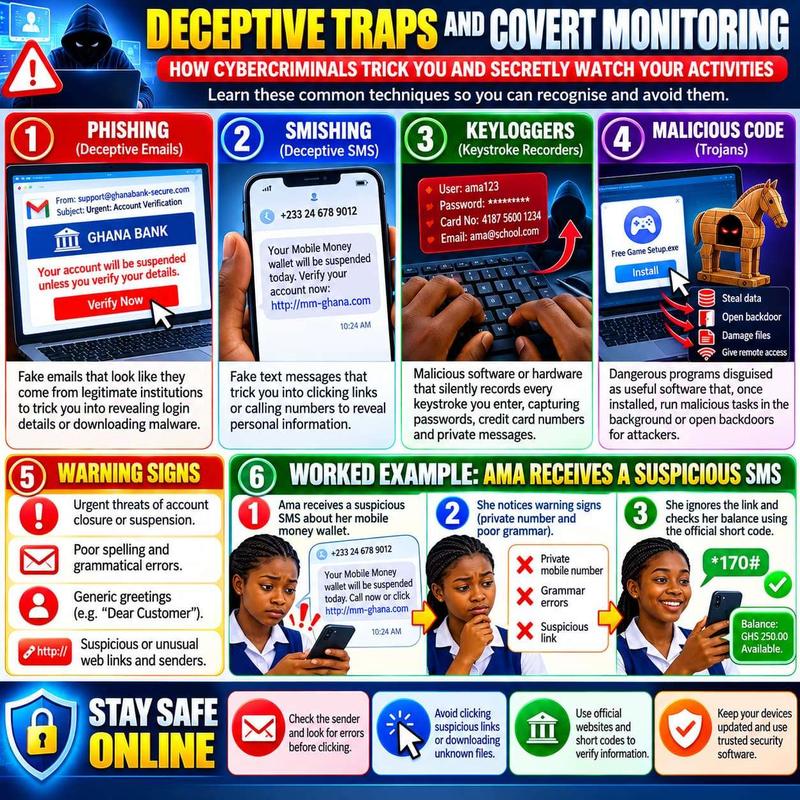 DECEPTIVE TRAPS AND COVERT MONITORING
HOW CYBERCRIMINALS TRICK YOU AND SECRETLY WATCH YOUR ACTIVITIES
Learn these common techniques so you can recognise and avoid them.
1
PHISHING
(Deceptive Emails)
From: support@ghanabank-secure.com
Subject: Urgent: Account Verification
GHANA BANK
Your account will be suspended
unless you verify your details.
Verify Now
Fake emails that look like they
come from legitimate institutions
to trick you into revealing login
details or downloading malware.
2
SMISHING
(Deceptive SMS)
+233 24 678 9012
Your Mobile Money
wallet will be suspended
today. Verify your
account now:
http://mm-ghana.com
10:24 AM
Fake text messages that
trick you into clicking links
or calling numbers to reveal
personal information.
3
KEYLOGGERS
(Keystroke Recorders)
User: ama123
Password: *********
Card No: 4187 5600 1234
Email: ama@school.com
Malicious software or hardware
that silently records every
keystroke you enter, capturing
passwords, credit card numbers
and private messages.
4
MALICIOUS CODE
(Trojans)
Free Game Setup.exe
Install
Steal data
Open backdoor
Damage files
Give remote access
Dangerous programs disguised
as useful software that, once
installed, run malicious tasks in the
background or open backdoors
for attackers.
5
WARNING SIGNS
Urgent threats of account
closure or suspension.
Poor spelling and
grammatical errors.
Generic greetings
(e.g. “Dear Customer”).
http://
Suspicious or unusual
web links and senders.
6
WORKED EXAMPLE: AMA RECEIVES A SUSPICIOUS SMS
1
Ama receives a suspicious
SMS about her mobile
money wallet.
+233 24 678 9012
Your Mobile Money
wallet will be suspended
today. Call now or click
http://mm-ghana.com
10:24 AM
2
She notices warning signs
(private number and
poor grammar).
Private
mobile number
Grammar
errors
Suspicious
link
3
She ignores the link and
checks her balance using
the official short code.
*170#
Balance:
GHS 250.00
Available.
STAY SAFE
ONLINE
Check the sender
and look for errors
before clicking.
Avoid clicking
suspicious links
or downloading
unknown files.
Use official
websites and
short codes to
verify information.
Keep your devices
updated and use
trusted security
software.